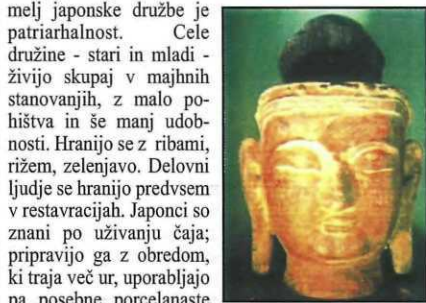 melj japonske družbe je
patriarhalnost. Cele
družine - stari in mladi -
živijo skupaj v majhnih
stanovanjih, z malo po-
hištva in še manj udob-
nosti. Hranijo se z ribami,
rižem, zelenjavo. Delovni
ljudje se hranijo predvsem
v restavracijah. Japonci so
znani po uživanju čaja;
pripravijo ga z obredom,
ki traja več ur, uporabljajo
pa posebne porcelanaste